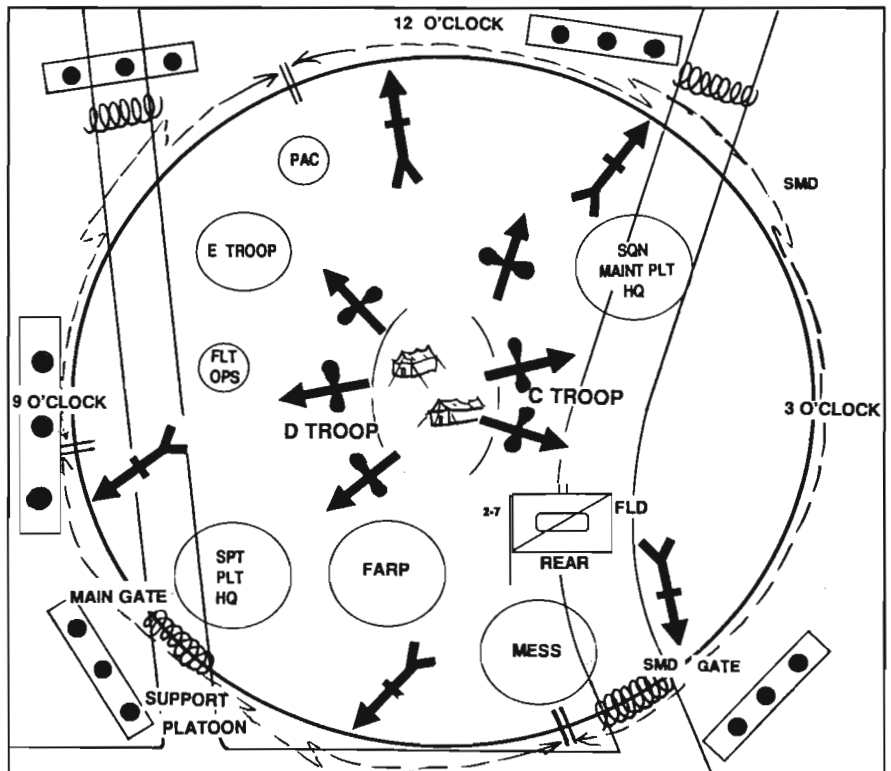 12 O'CLOCK
PAC
SMD
E TROOP
SQN
MAINT PLT
HQ
FLT
OPS
9 O'CLOCK
C TROOP
3 O'CLOCK
D TROOP
2-7
FLD
REAR
SPT
PLT
HQ
FARP
MAIN GATE
MESS
SMD GATE
SUPPORT
PLATOON